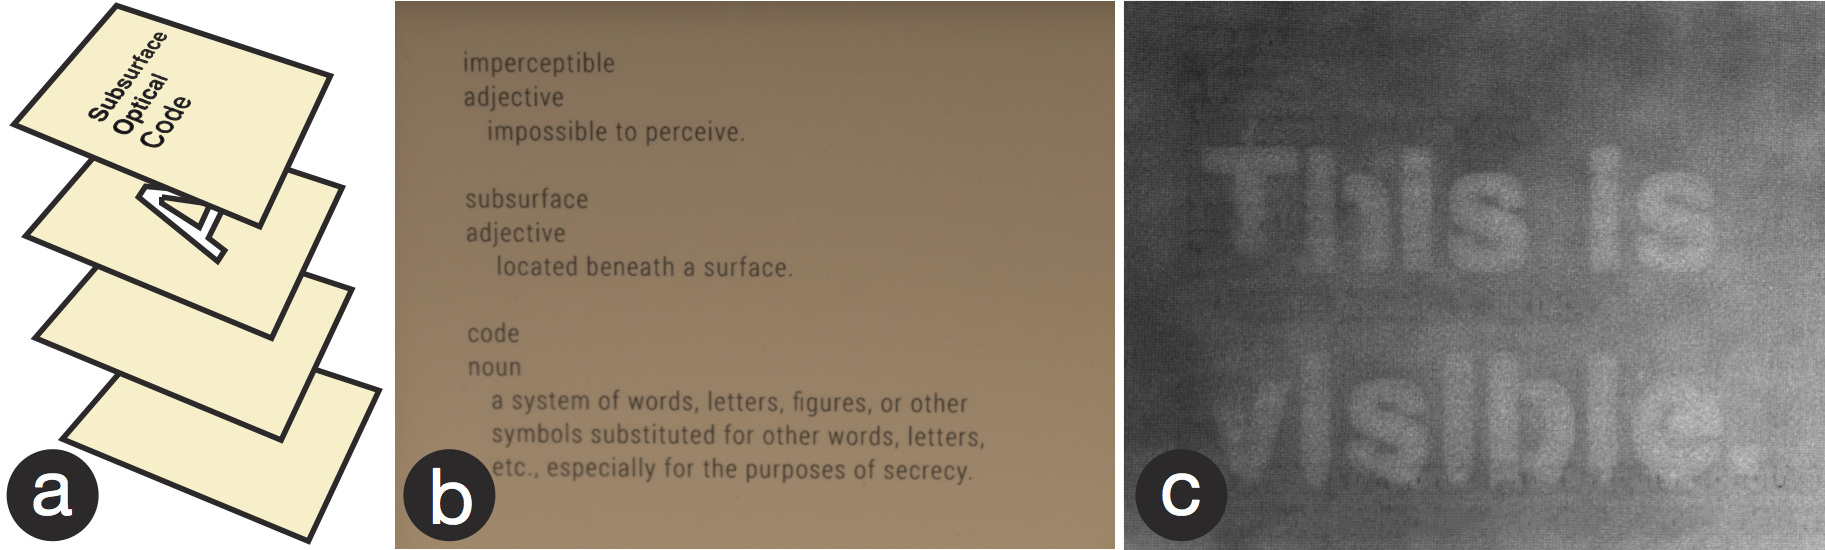 Subsurface
Optical
Code
A
a
imperceptible
adjective
impossible to perceive.
subsurface
adjective
located beneath a surface.
code
noun
a system of words, letters, figures, or other
symbols substituted for other words, letters,
etc., especially for the purposes of secrecy.
b
This is
visible.
c